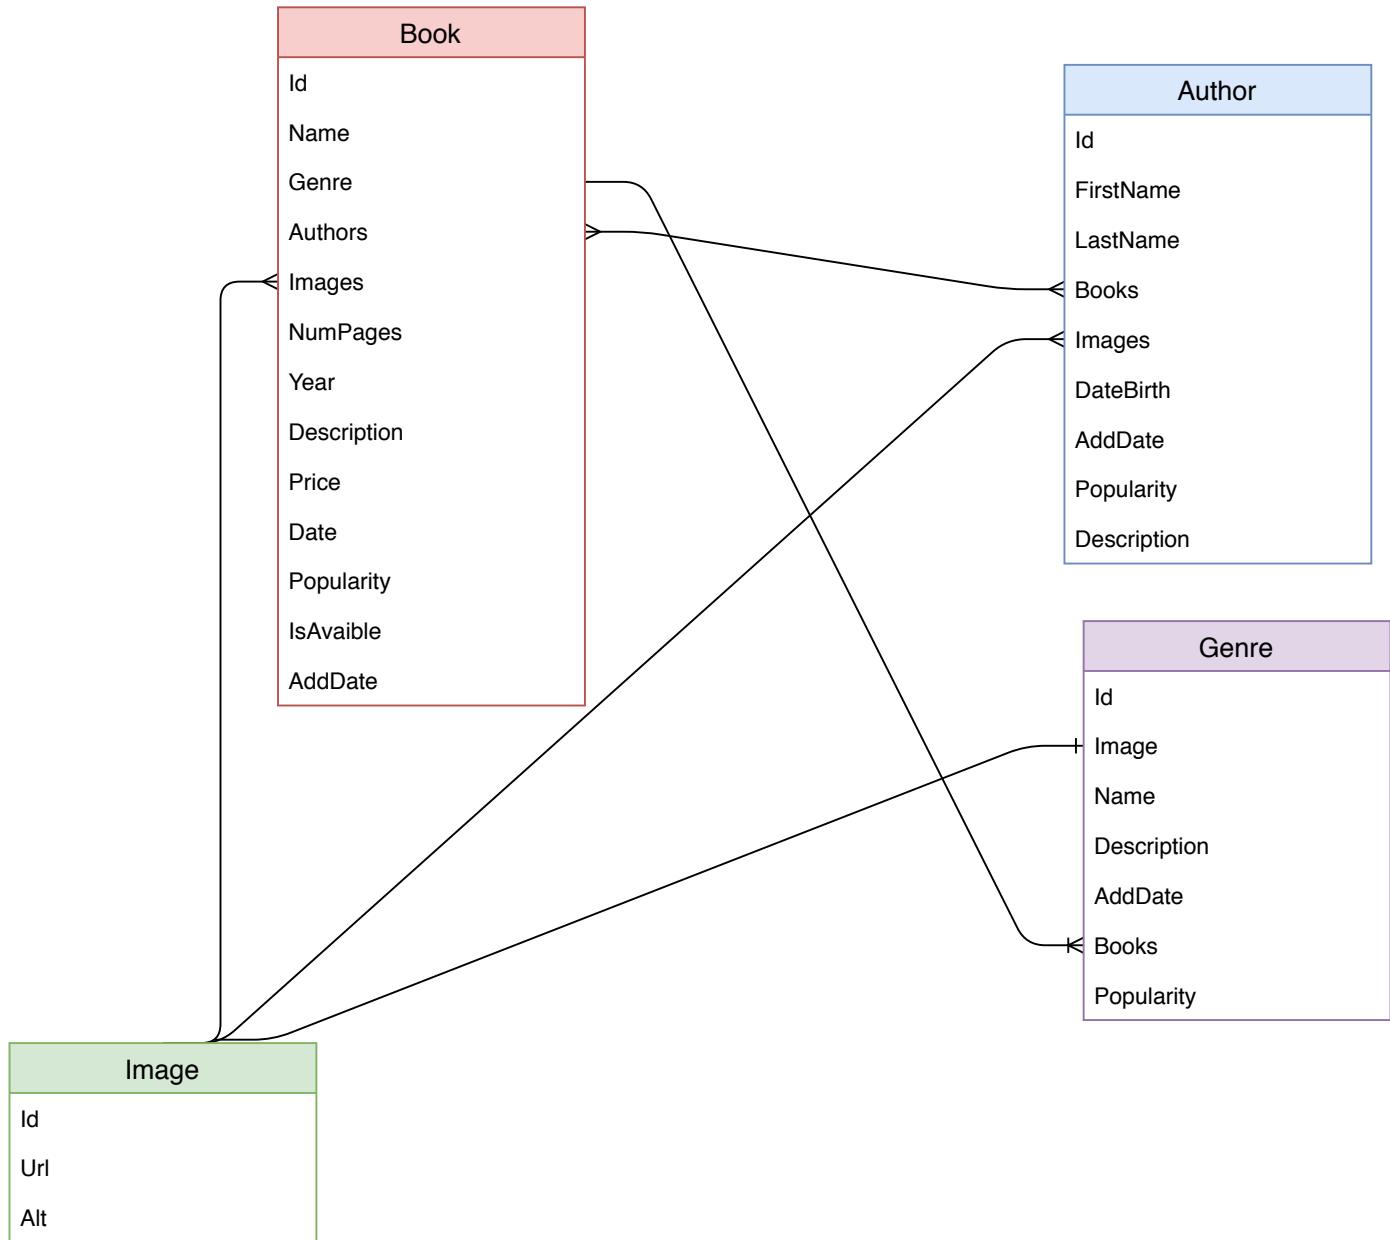 Book
Id
Name
Genre
Authors
Images
NumPages
Year
Description
Price
Date
Popularity
IsAvaible
AddDate
Author
Id
FirstName
LastName
Books
Images
DateBirth
AddDate
Popularity
Description
Genre
Id
Image
Name
Description
AddDate
Books
Popularity
Image
Id
Url
Alt